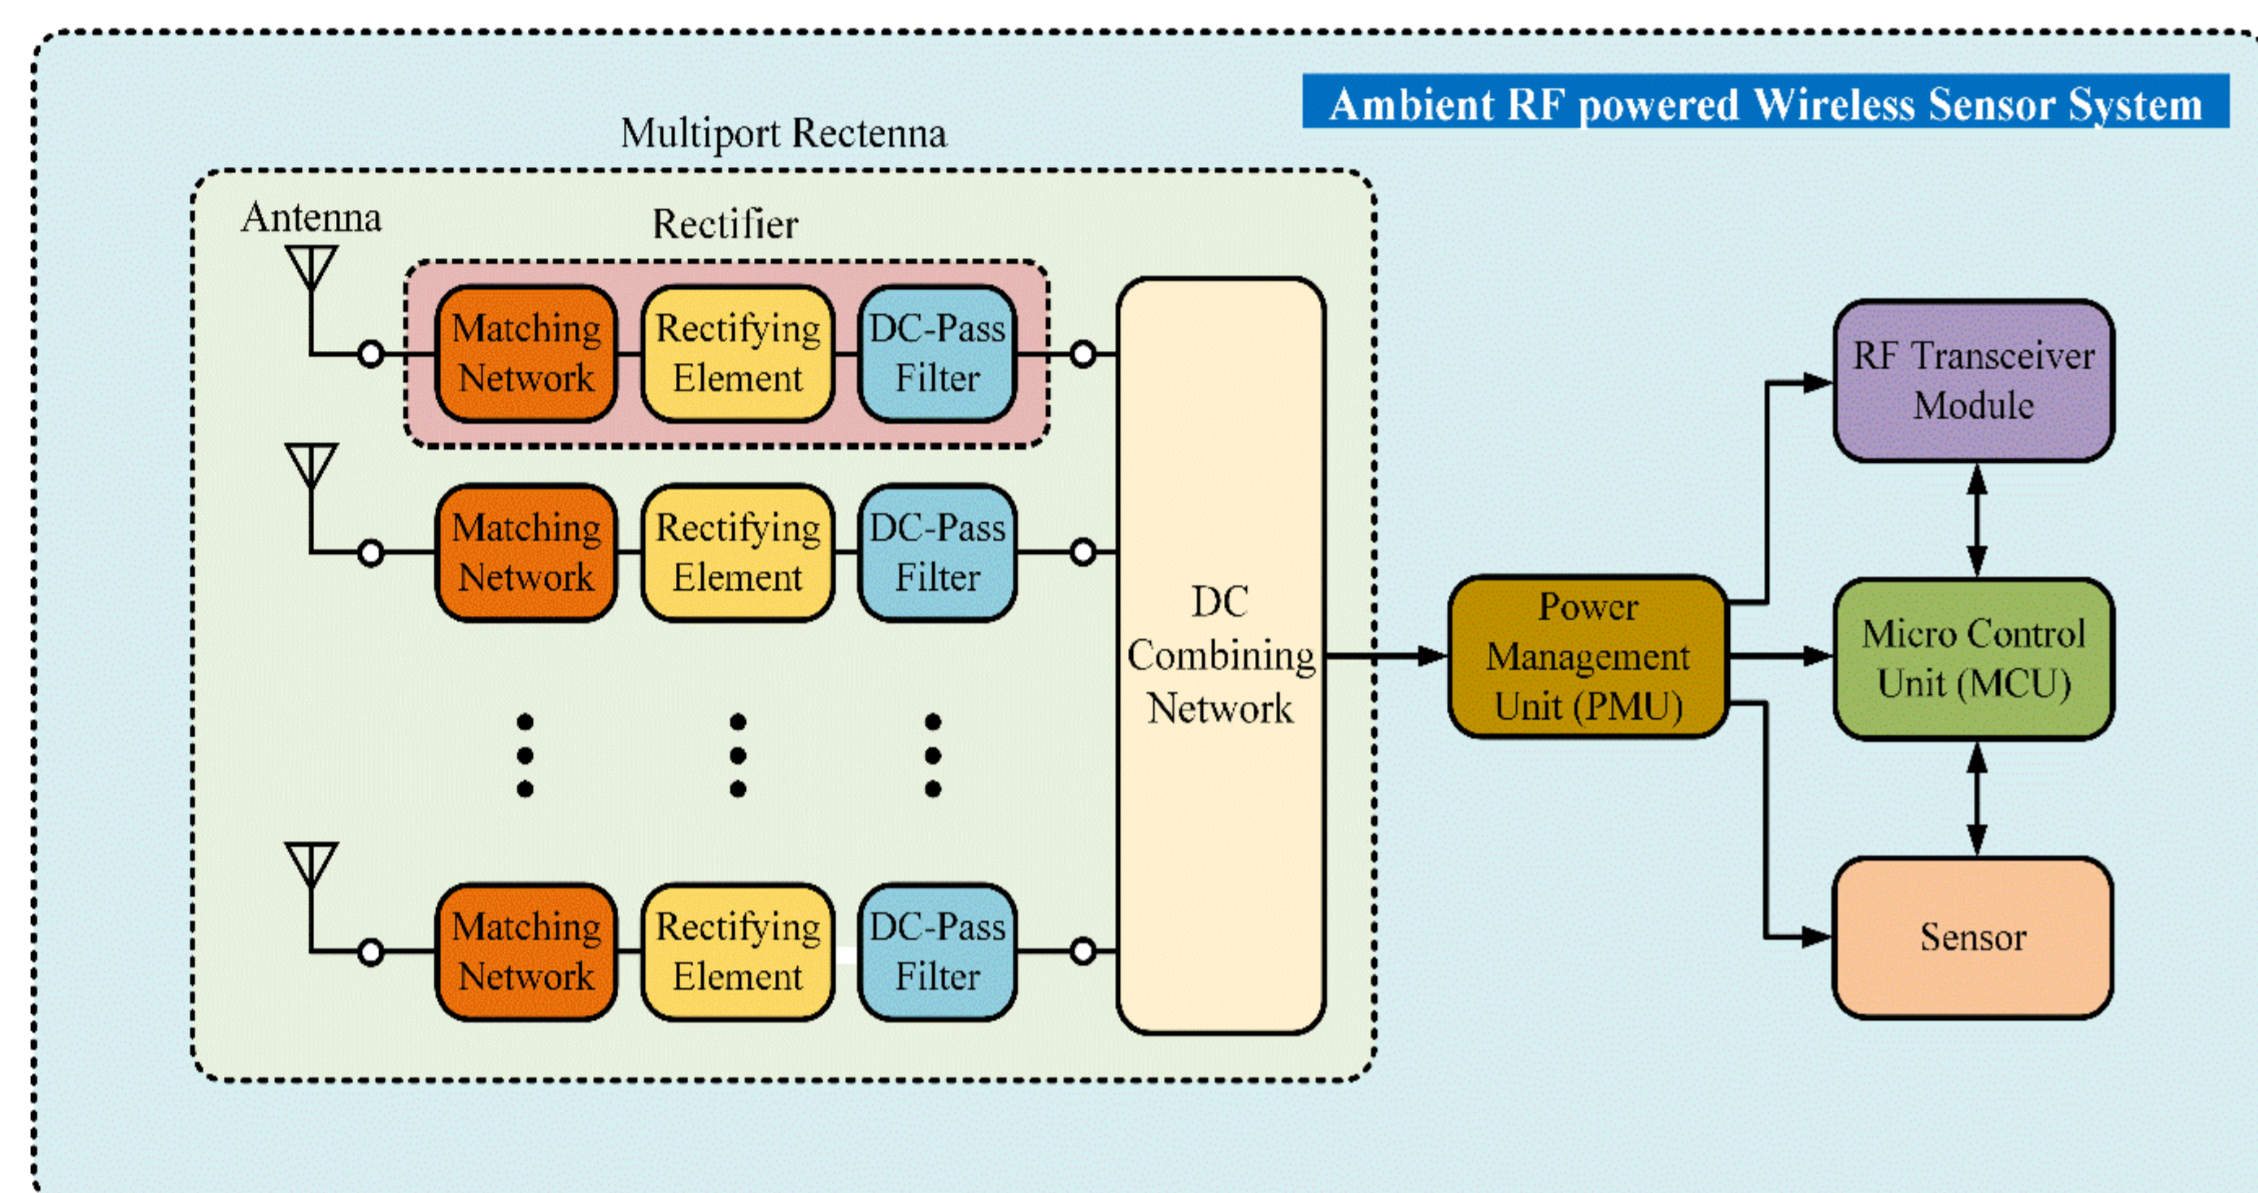 Ambient RF powered Wireless Sensor System
Multiport Rectenna
Antenna
Rectifier
Matching
Network
Rectifying
Element
DC-Pass
Filter
Matching
Network
Rectifying
Element
DC-Pass
Filter
Matching
Network
Rectifying
Element
DC-Pass
Filter
DC
Combining
Network
Power
Management
Unit (PMU)
RF Transceiver
Module
Micro Control
Unit (MCU)
Sensor